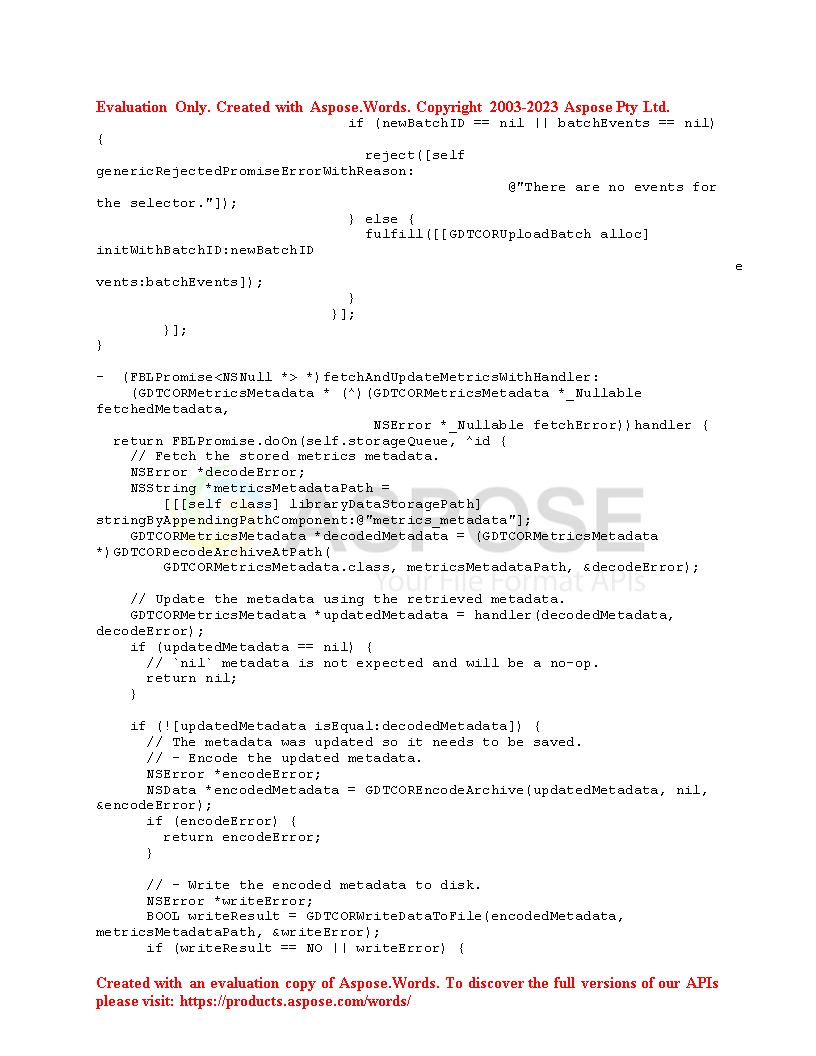 Evaluation Only. Created with Aspose.Words. Copyright 2003-2023 Aspose Pty Ltd.
if (newBatchID == nil || batchEvents == nil)
{
reject([self
genericRejectedPromiseErrorWithReason:
@"There are no events for
the selector."]);
} else {
fulfill([[GDTCORUploadBatch alloc]
initWithBatchID:newBatchID
e
vents:batchEvents]);
}
}];
}];
}
- (FBLPromise<NSNull *> *)fetchAndUpdateMetricsWithHandler:
(GDTCORMetricsMetadata * (^)(GDTCORMetricsMetadata *_Nullable
fetchedMetadata,
NSError *_Nullable fetchError))handler {
return FBLPromise.doOn(self.storageQueue, ^id {
// Fetch the stored metrics metadata.
NSError *decodeError;
NSString *metricsMetadataPath =
[[[self class] libraryDataStoragePath]
stringByAppendingPathComponent:@"metrics_metadata"];
GDTCORMetricsMetadata *decodedMetadata = (GDTCORMetricsMetadata
*)GDTCORDecodeArchiveAtPath(
GDTCORMetricsMetadata.class, metricsMetadataPath, &decodeError);
ASPOSE
Your File Format APIs
// Update the metadata using the retrieved metadata.
GDTCORMetricsMetadata *updatedMetadata = handler(decodedMetadata,
decodeError);
if (updatedMetadata == nil) {
// `nil` metadata is not expected and will be a no-op.
return nil;
}
if (![updatedMetadata isEqual:decodedMetadata]) {
// The metadata was updated so it needs to be saved.
// - Encode the updated metadata.
NSError *encodeError;
NSData *encodedMetadata = GDTCOREncodeArchive(updatedMetadata, nil,
&encodeError);
if (encodeError) {
return encodeError;
}
// - Write the encoded metadata to disk.
NSError *writeError;
BOOL writeResult = GDTCORWriteDataToFile(encodedMetadata,
metricsMetadataPath, &writeError);
if (writeResult == NO || writeError) {
Created with an evaluation copy of Aspose.Words. To discover the full versions of our APIs
please visit: https://products.aspose.com/words/